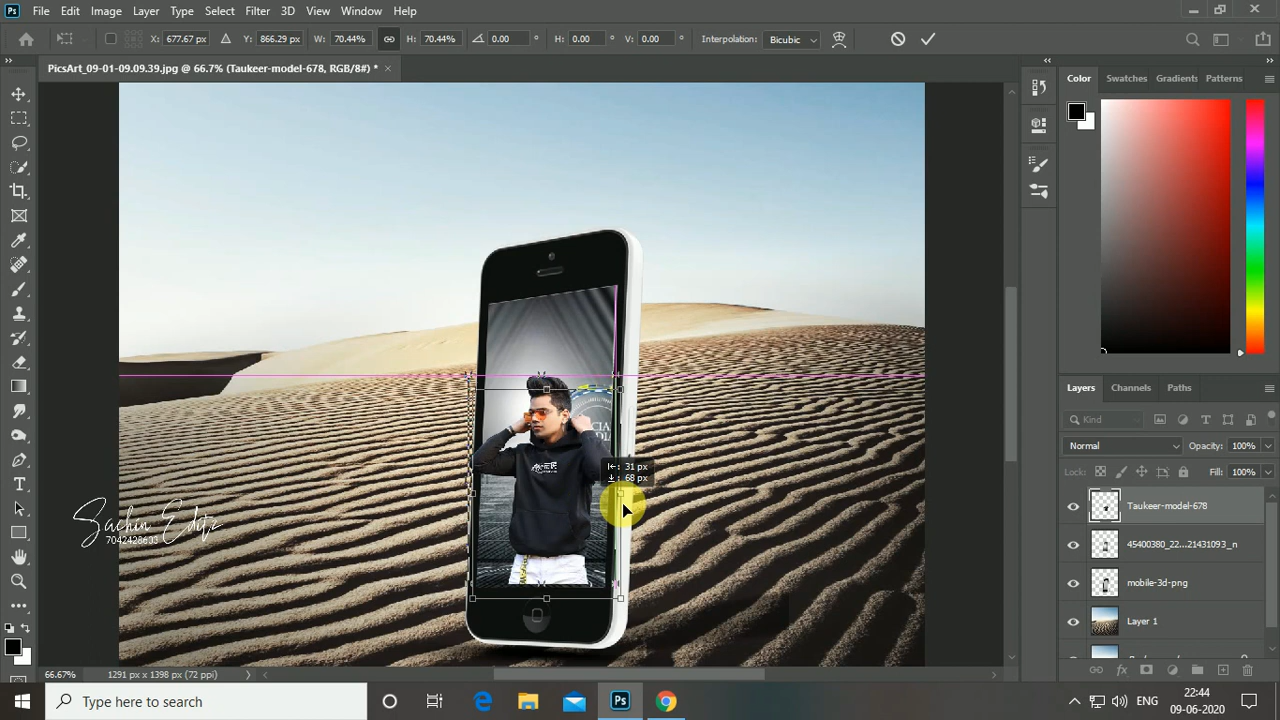 Ps File Edit Image Layer Type Select Filter 3D View Window Help
X: 677.67 px Y: 866.29 px W: 70.44% H: 70.44% 0.00 ° H: 0.00 ° V: 0.00 ° Interpolation: Bicubic
PicsArt_09-01-09.09.39.jpg @ 66.7% (Taukeer-model-678, RGB/8#) * ×
Color Swatches Gradients Patterns
Layers Channels Paths
Kind
Normal Opacity: 100%
Lock: Fill: 100%
31 px
68 px
Taukeer-model-678
45400380_22...21431093_n
mobile-3d-png
Layer 1
Sachin Editz
7042428633
66.67% 1291 px x 1398 px (72 ppi)
Type here to search
Ps
ENG
22:44
09-06-2020